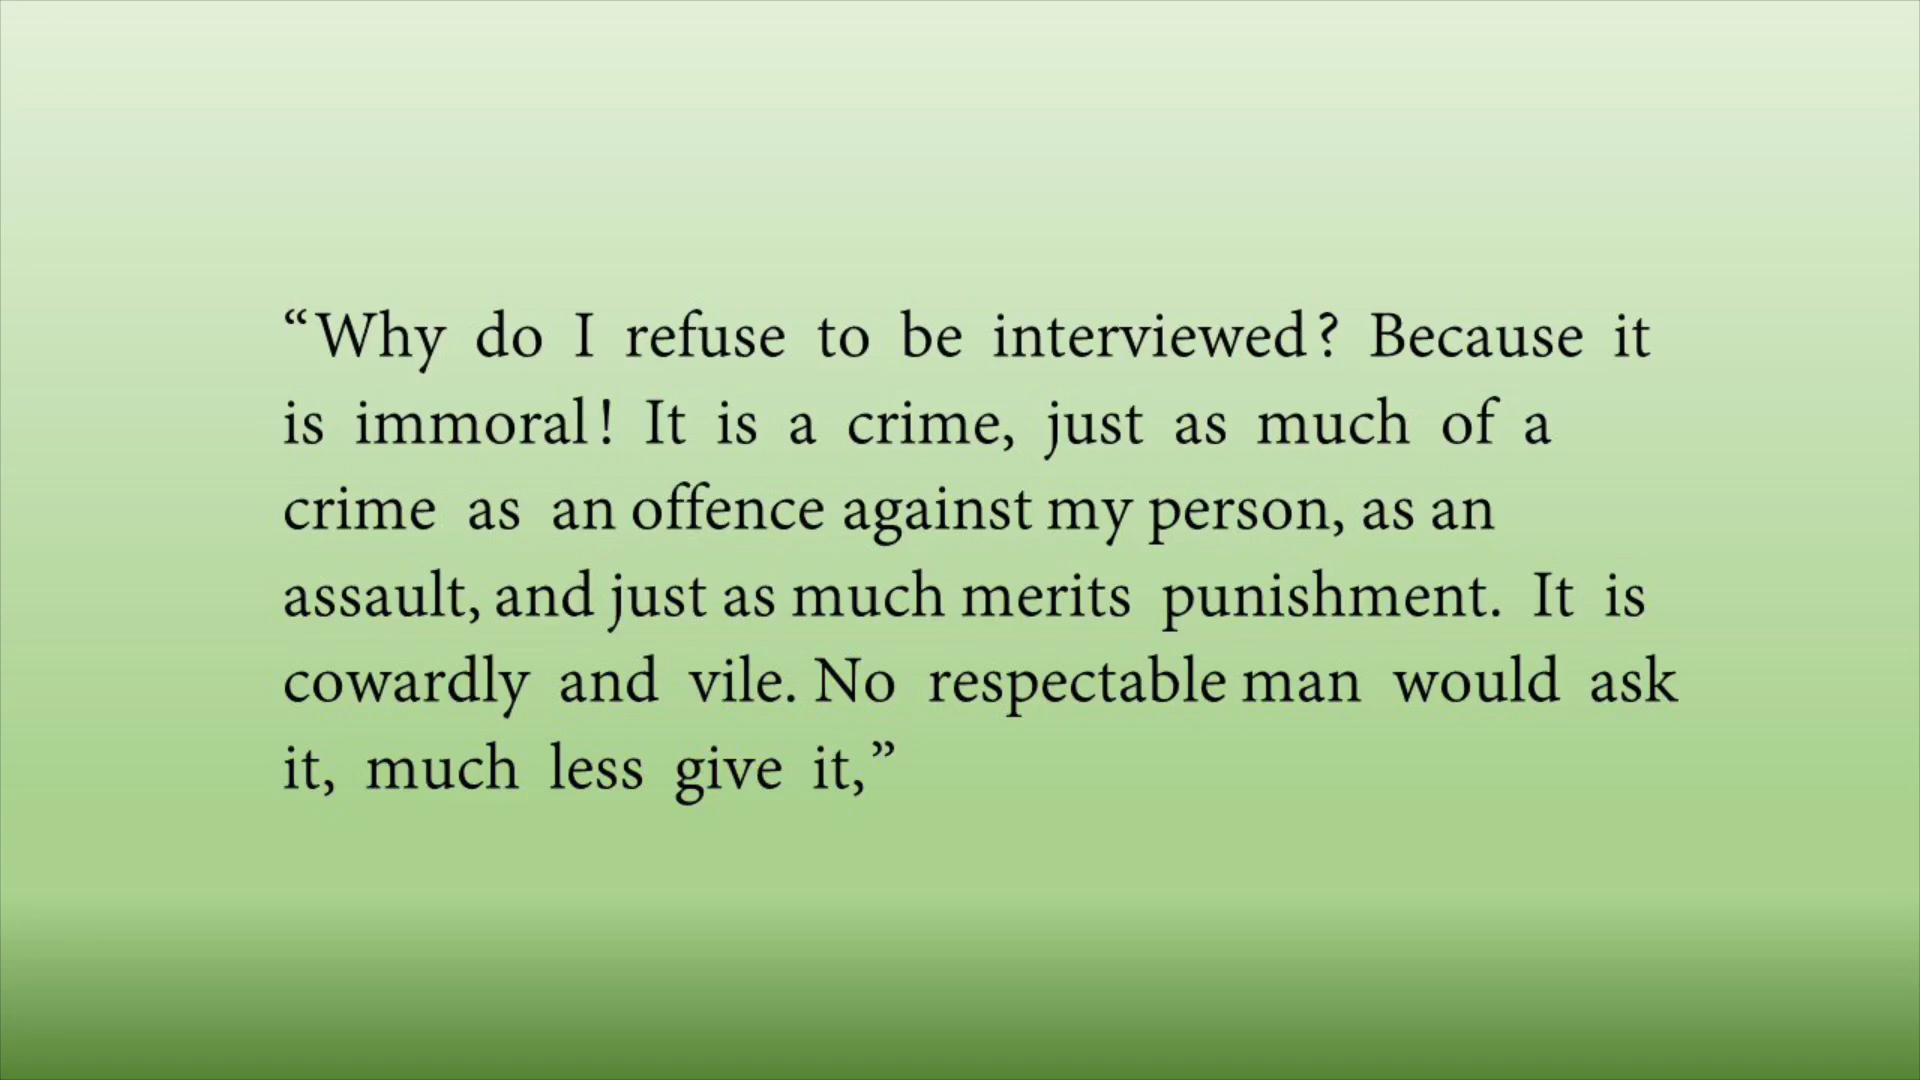 “Why do I refuse to be interviewed? Because it
is immoral! It is a crime, just as much of a
crime as an offence against my person, as an
assault, and just as much merits punishment. It is
cowardly and vile. No respectable man would ask
it, much less give it,”